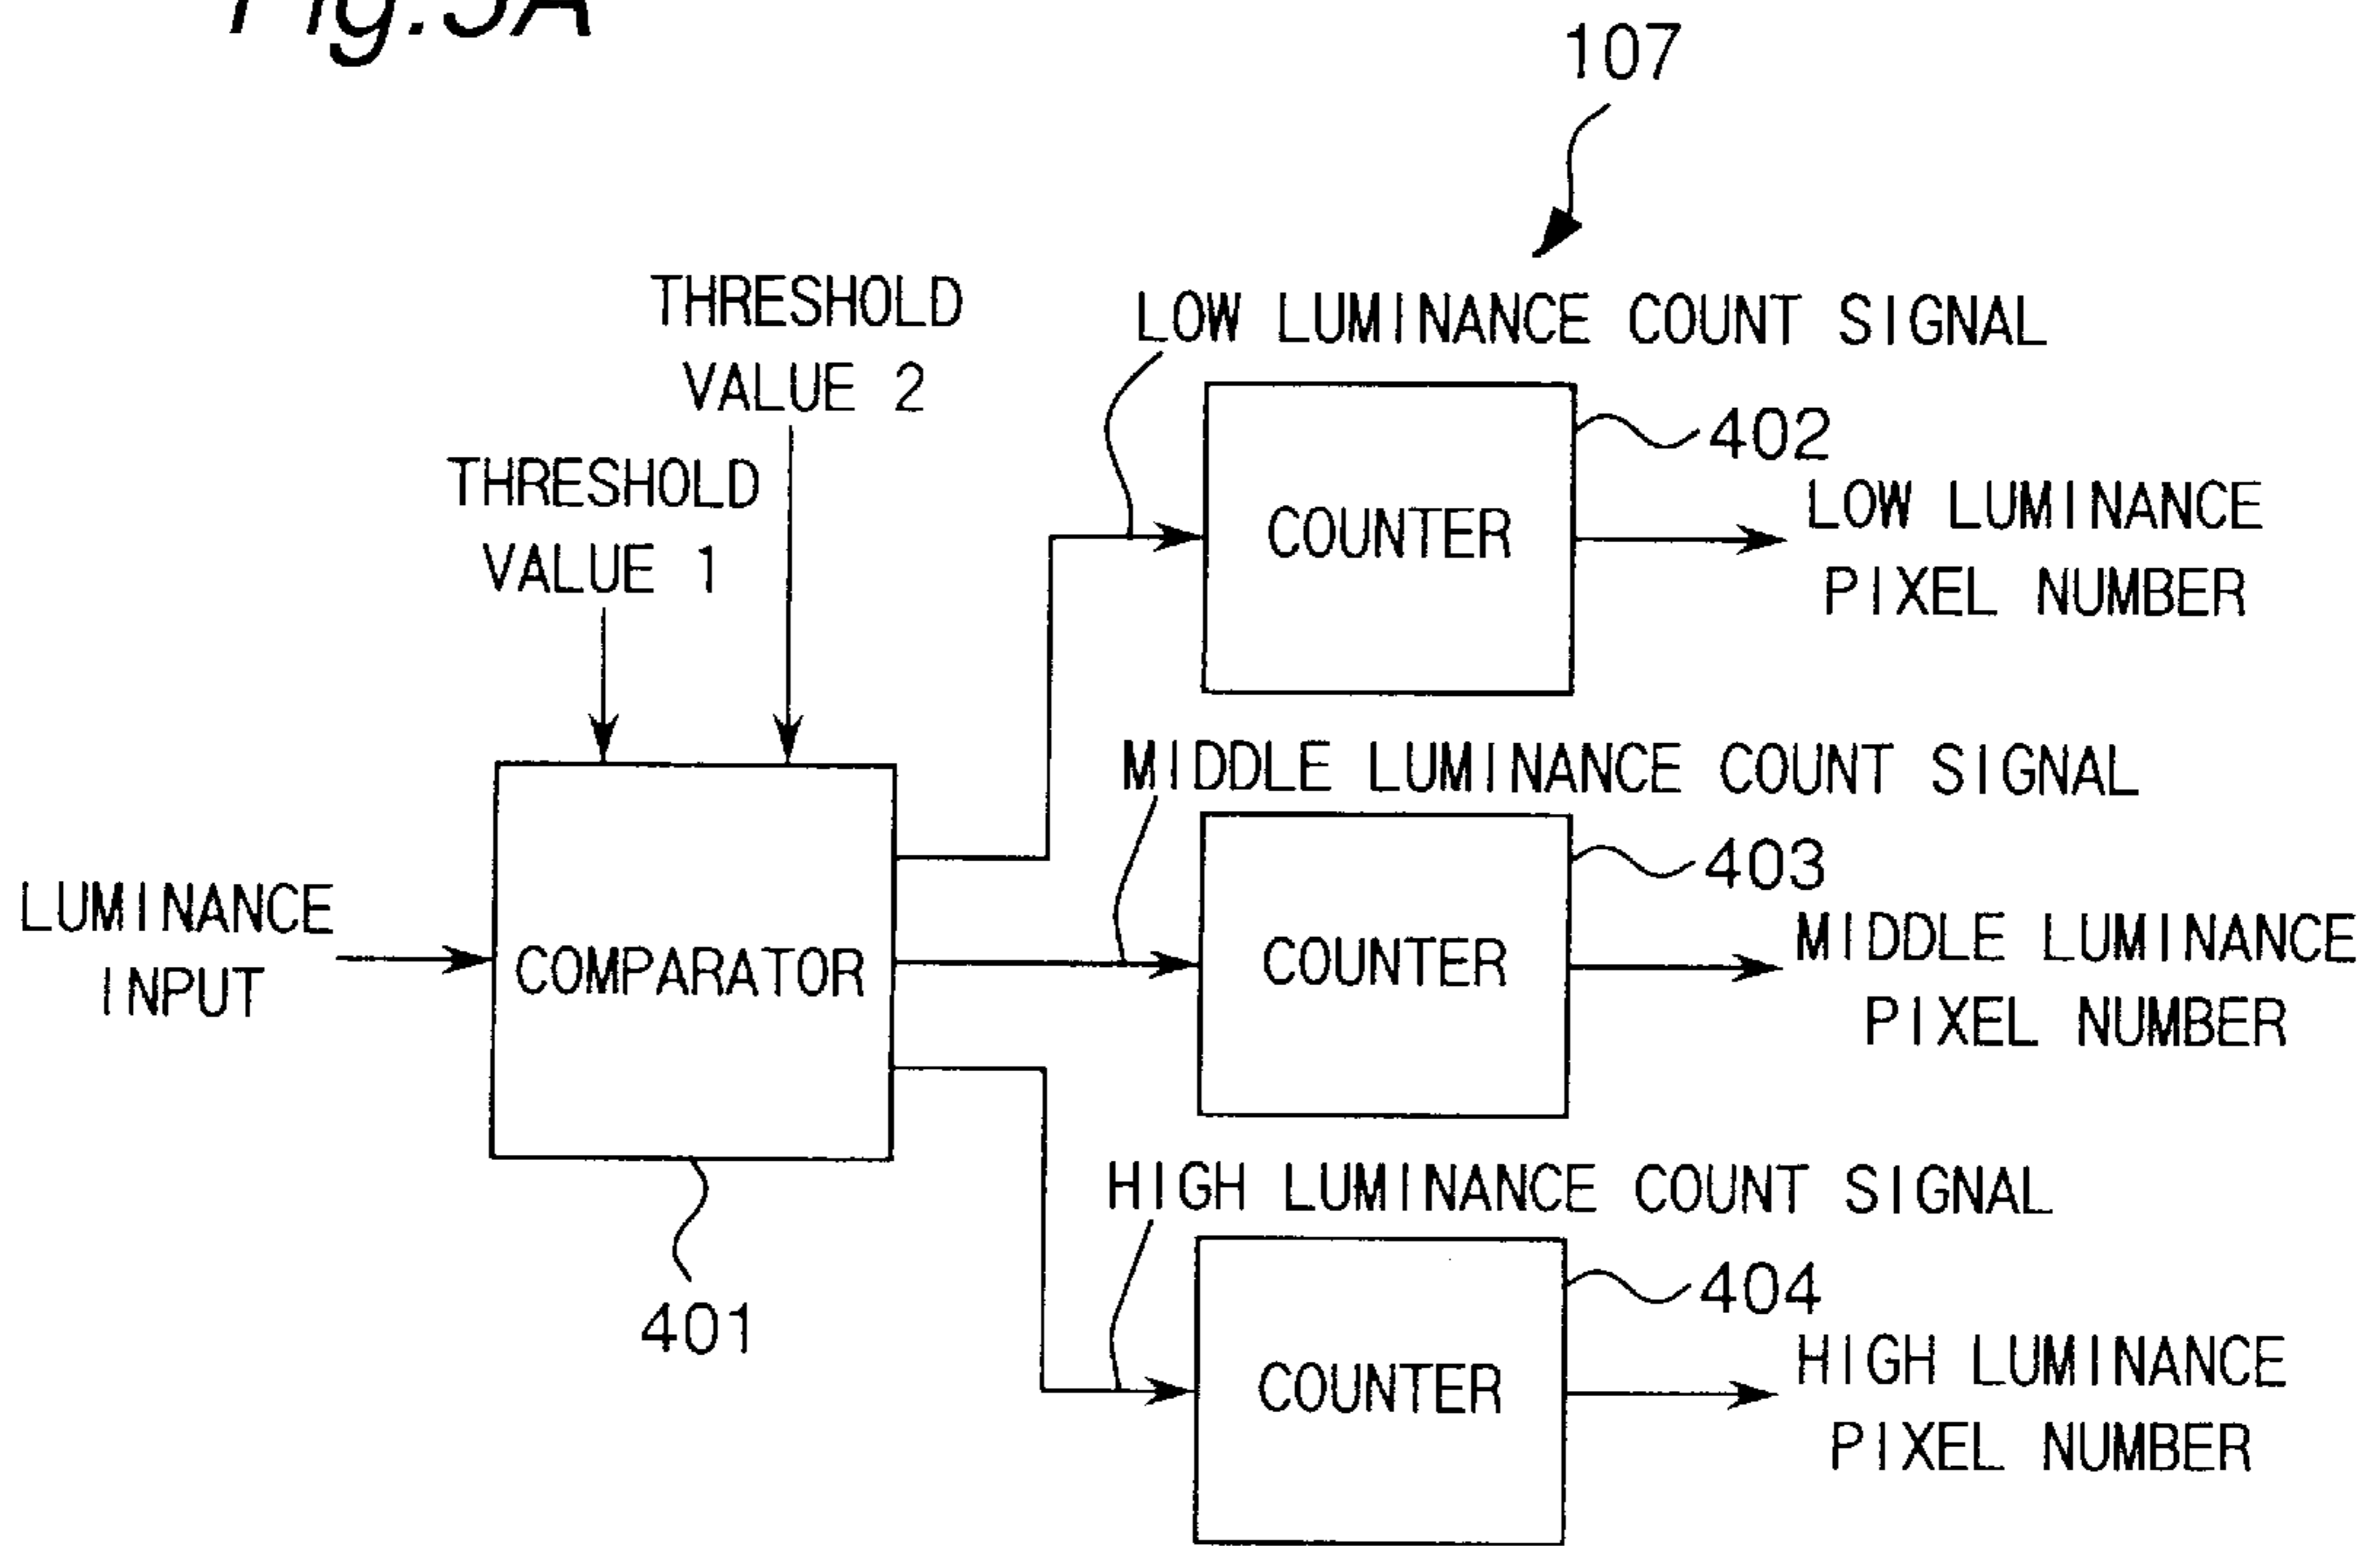 Fig.5A
107
THRESHOLD
VALUE 2
THRESHOLD
VALUE 1
LUMINANCE
INPUT
COMPARATOR
401
LOW LUMINANCE COUNT SIGNAL
COUNTER
402
LOW LUMINANCE
PIXEL NUMBER
MIDDLE LUMINANCE COUNT SIGNAL
COUNTER
403
MIDDLE LUMINANCE
PIXEL NUMBER
HIGH LUMINANCE COUNT SIGNAL
COUNTER
404
HIGH LUMINANCE
PIXEL NUMBER